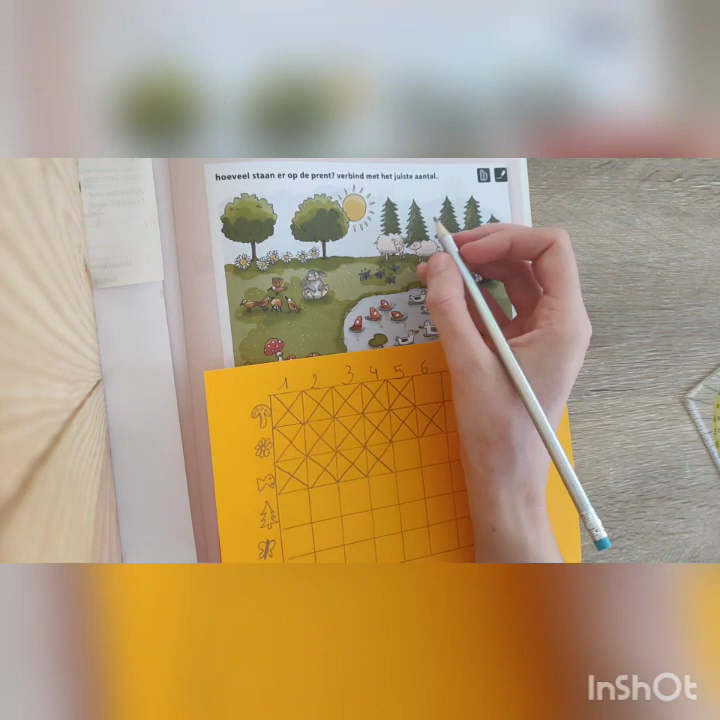 hoeveel staan er op de prent? verbind met het juiste aantal.
1 2 3 4 5 6
InShOt